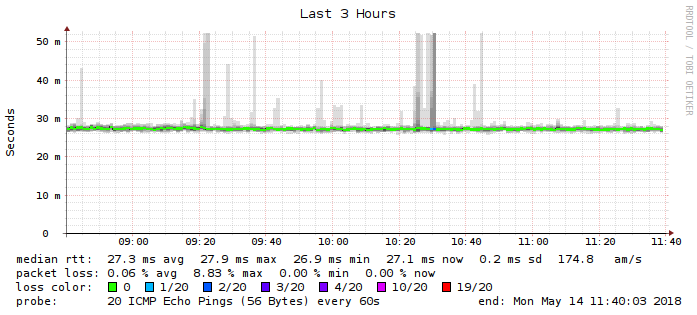 Last 3 Hours
RRDTOOL / TOBI OETIKER
Seconds
50 m
40 m
30 m
20 m
10 m
0
09:00 09:20 09:40 10:00 10:20 10:40 11:00 11:20 11:40
median rtt: 27.3 ms avg 27.9 ms max 26.9 ms min 27.1 ms now 0.2 ms sd 174.8 am/s
packet loss: 0.06 % avg 8.83 % max 0.00 % min 0.00 % now
loss color: 0 1/20 2/20 3/20 4/20 10/20 19/20
probe: 20 ICMP Echo Pings (56 Bytes) every 60s end: Mon May 14 11:40:03 2018